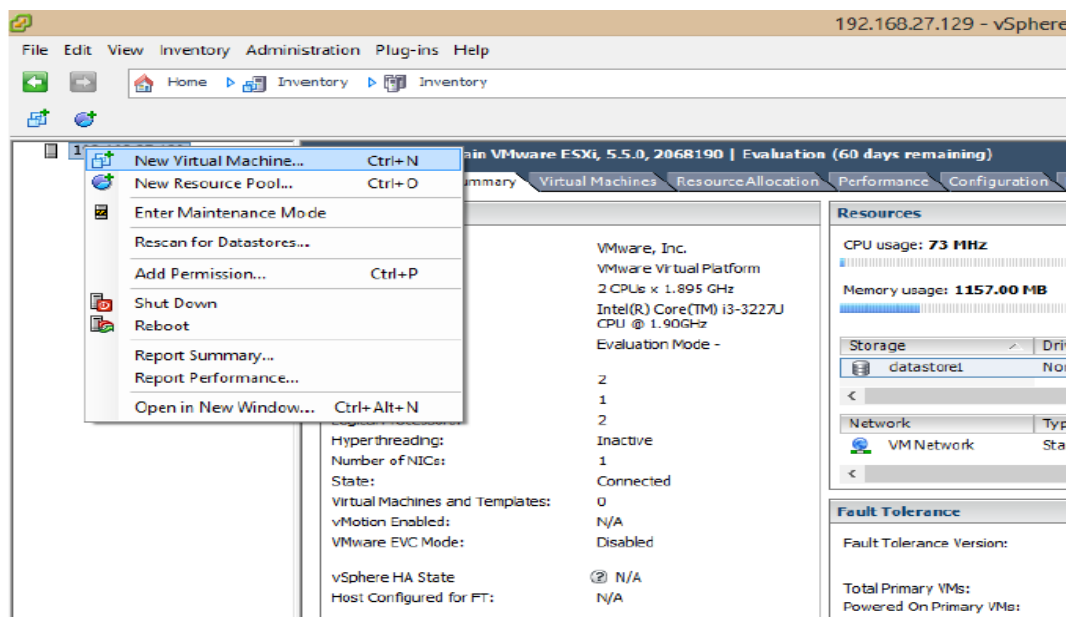 192.168.27.129 - vSphere
File Edit View Inventory Administration Plug-ins Help
Home Inventory Inventory
New Virtual Machine... Ctrl+N
New Resource Pool... Ctrl+O
Enter Maintenance Mode
Rescan for Datastores...
Add Permission... Ctrl+P
Shut Down
Reboot
Report Summary...
Report Performance...
Open in New Window... Ctrl+Alt+N
ain VMware ESXi, 5.5.0, 2068190 | Evaluation (60 days remaining)
ummary Virtual Machines Resource Allocation Performance Configuration
VMware, Inc.
VMware Virtual Platform
2 CPUs x 1.895 GHz
Intel(R) Core(TM) i3-3227U
CPU @ 1.90GHz
Evaluation Mode -
2
1
2
Hyperthreading: Inactive
Number of NICs: 1
State: Connected
Virtual Machines and Templates: 0
vMotion Enabled: N/A
VMware EVC Mode: Disabled
vSphere HA State N/A
Host Configured for FT: N/A
Resources
CPU usage: 73 MHz
Memory usage: 1157.00 MB
Storage Dri
datastore1 Non
Network Typ
VM Network Sta
Fault Tolerance
Fault Tolerance Version:
Total Primary VMs:
Powered On Primary VMs: